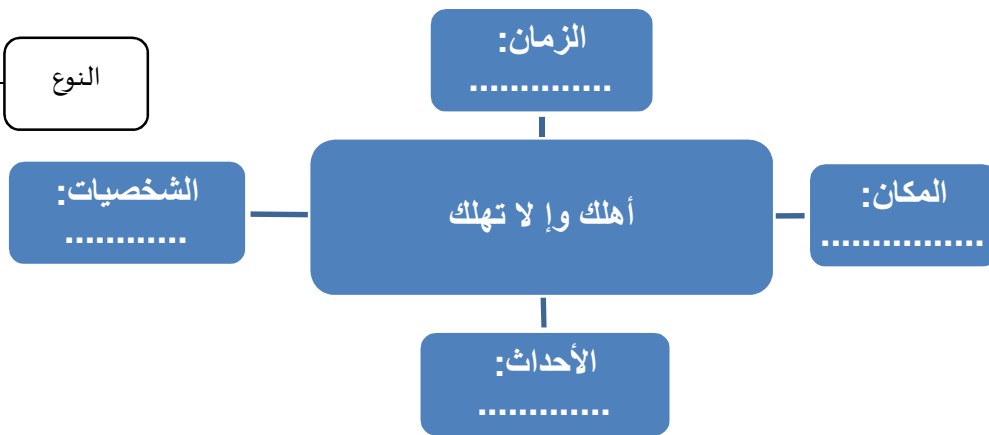 الزمان:
..............
النوع
الشخصيات:
............
أهلك وإ لا تهلك
المكان:
................
الأحداث:
.............